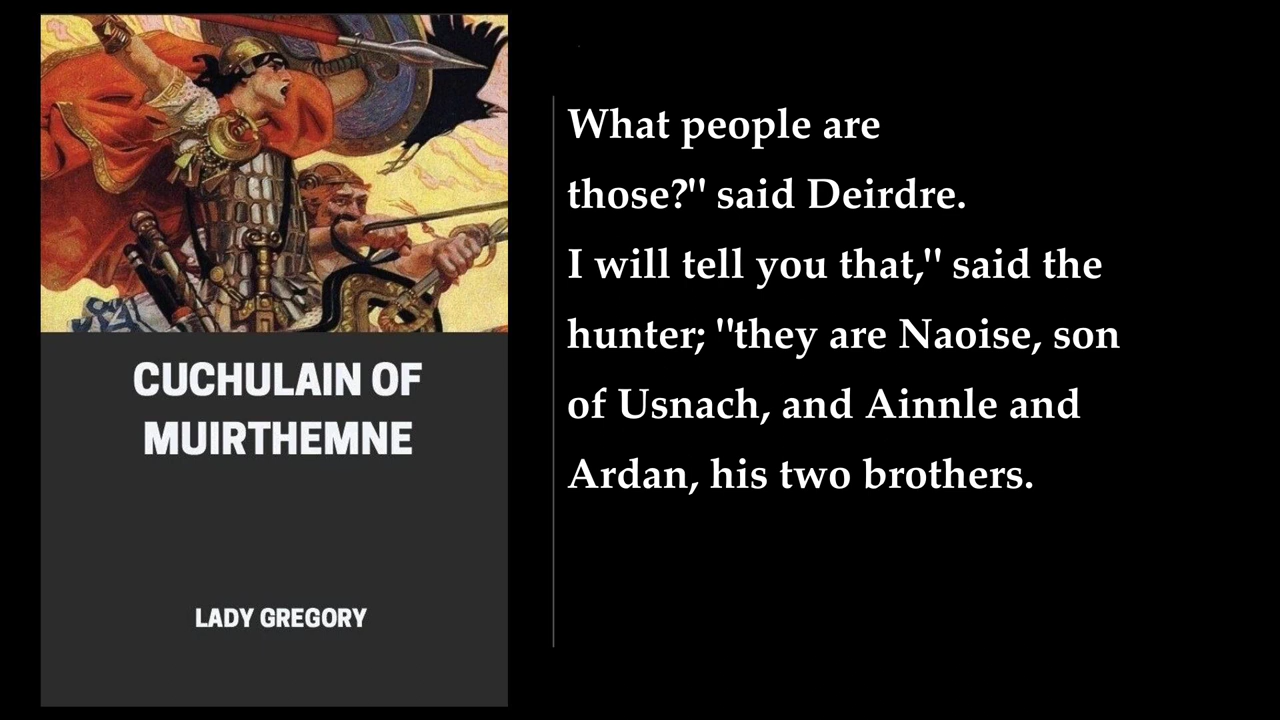 CUCHULAIN OF
MUIRTHEMNE
LADY GREGORY
What people are
those?" said Deirdre.
I will tell you that," said the
hunter; "they are Naoise, son
of Usnach, and Ainnle and
Ardan, his two brothers.